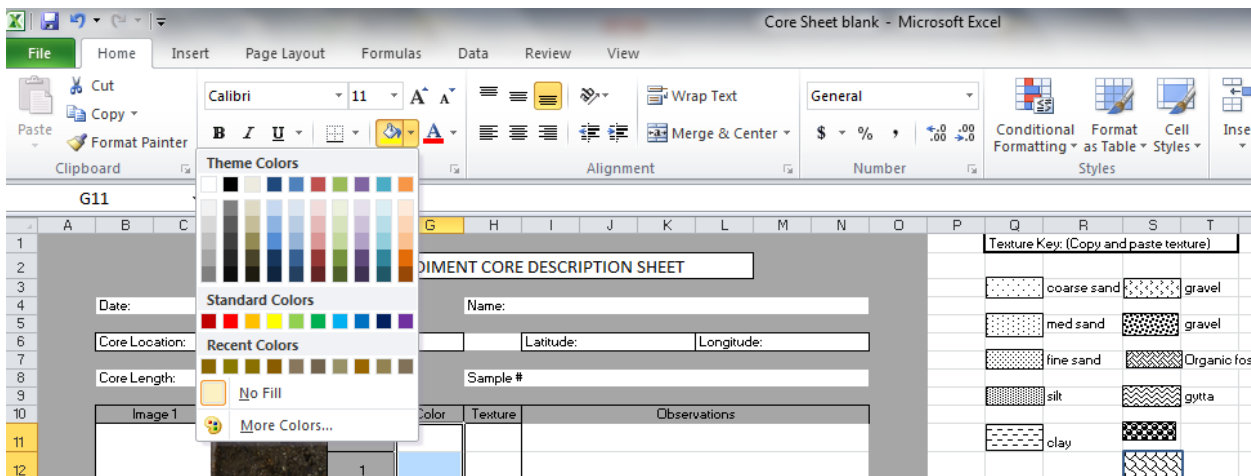 Core Sheet blank - Microsoft Excel
File Home Insert Page Layout Formulas Data Review View
Paste
Cut
Copy
Format Painter
Clipboard
Calibri 11
B I U A
A A
Wrap Text
Merge & Center
Alignment
General
$ % , .0 .00 .00 .0
Number
Conditional Formatting
Format as Table
Cell Styles
Styles
Inse
G11
Theme Colors
Standard Colors
Recent Colors
No Fill
More Colors...
A B C G H I J K L M N O P Q R S T
1 Texture Key: (Copy and paste texture)
2 DIMENT CORE DESCRIPTION SHEET
3 coarse sand gravel
4 Date: Name:
5 med sand gravel
6 Core Location: Latitude: Longitude:
7 fine sand Organic fos
8 Core Length: Sample #
9 silt gytta
10 Image 1 Color Texture Observations
11 clay
12 1